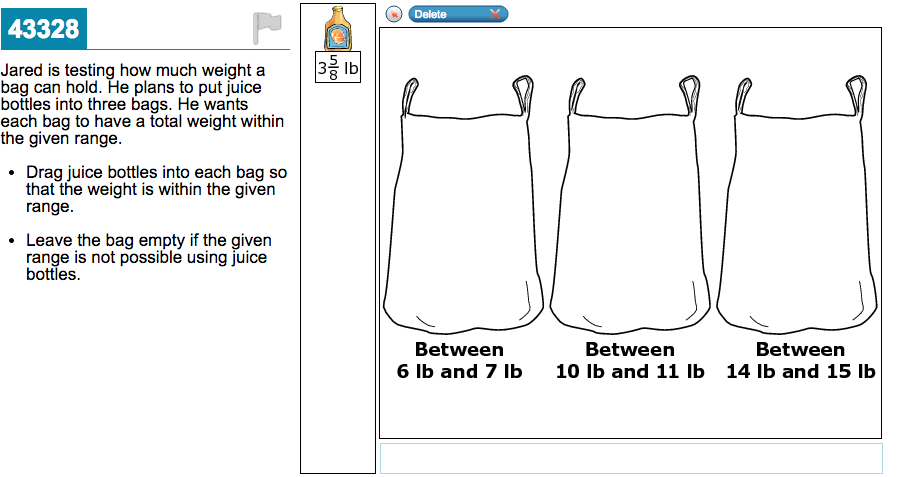 43328
Jared is testing how much weight a
bag can hold. He plans to put juice
bottles into three bags. He wants
each bag to have a total weight within
the given range.
• Drag juice bottles into each bag so
that the weight is within the given
range.
• Leave the bag empty if the given
range is not possible using juice
bottles.
3 5/8 lb
Delete
Between
6 lb and 7 lb
Between
10 lb and 11 lb
Between
14 lb and 15 lb